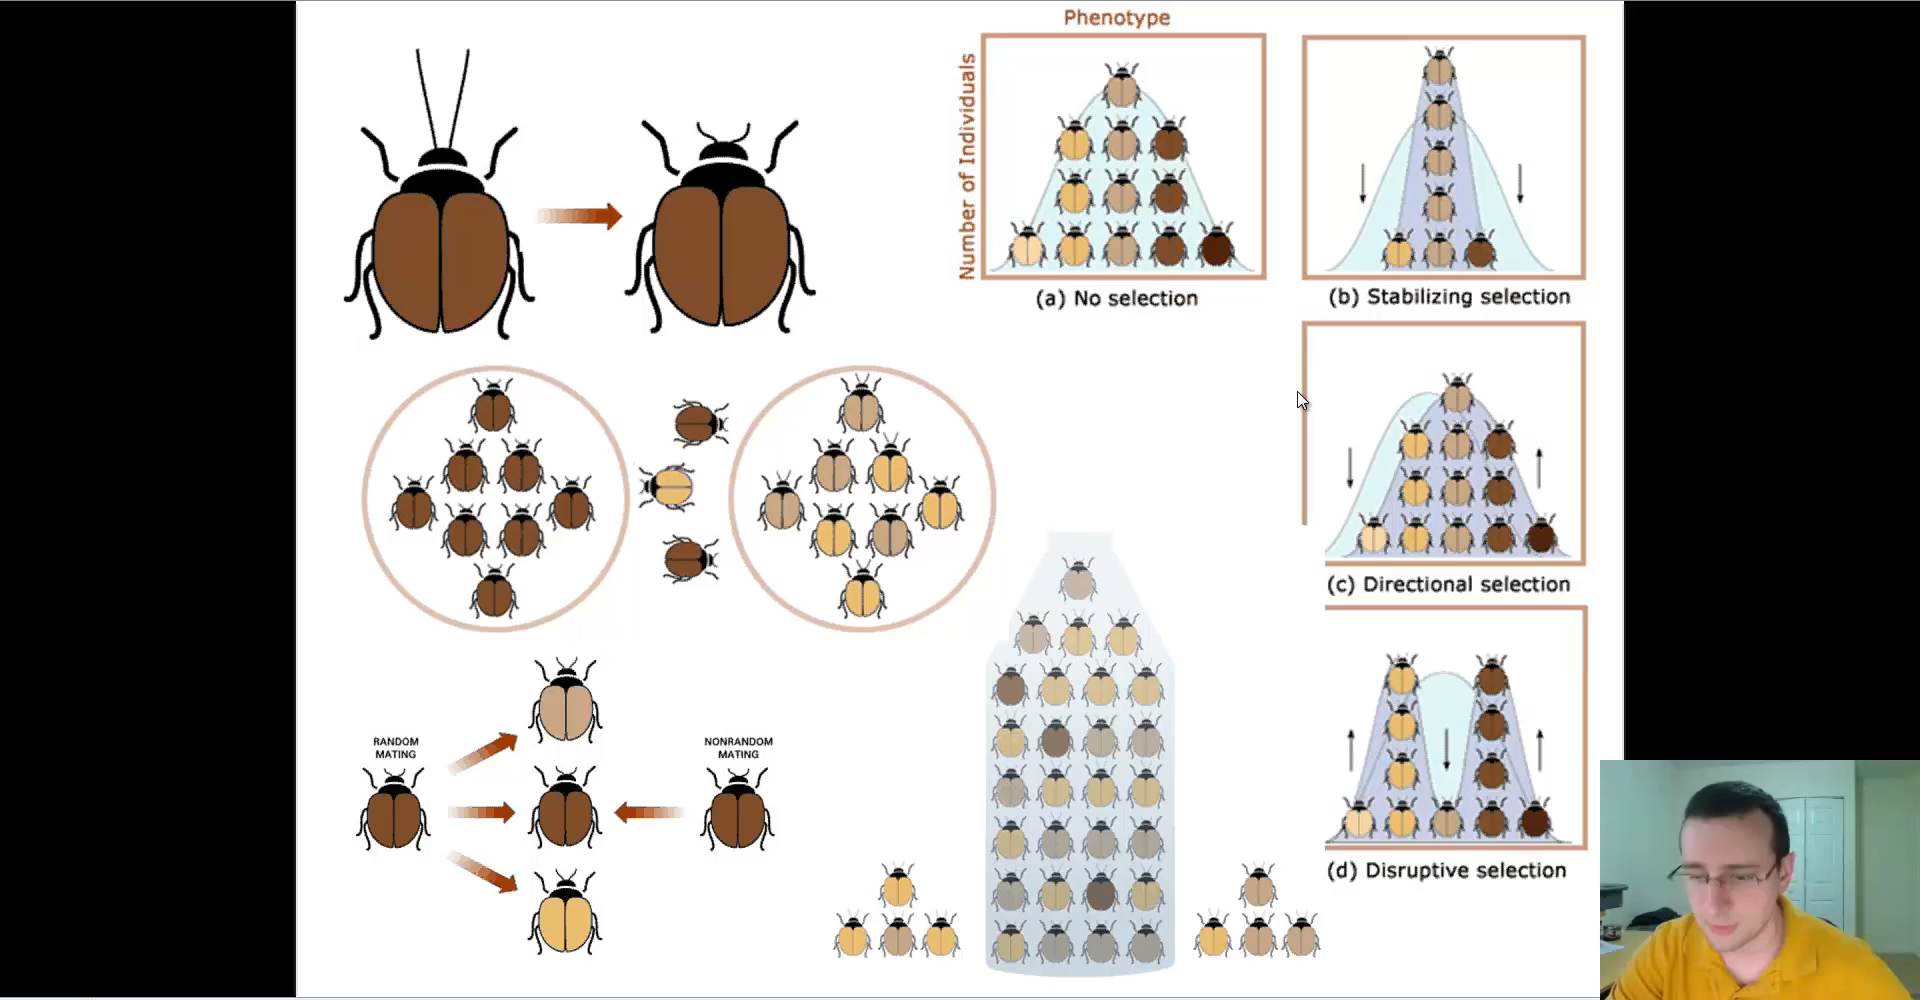 Phenotype
Number of Individuals
(a) No selection
(b) Stabilizing selection
(c) Directional selection
(d) Disruptive selection
RANDOM
MATING
NONRANDOM
MATING